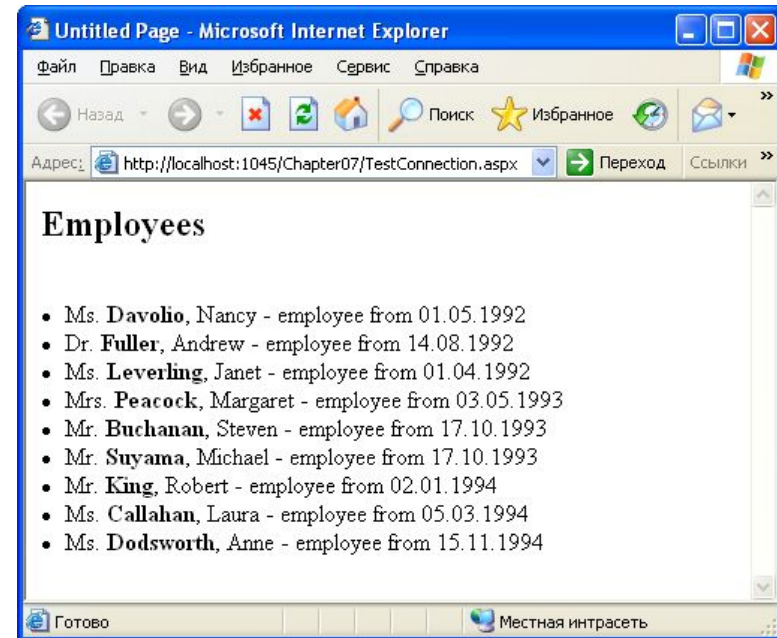 Untitled Page - Microsoft Internet Explorer
Файл Правка Вид Избранное Сервис Справка
Назад Поиск Избранное »
Адрес: http://localhost:1045/Chapter07/TestConnection.aspx Переход Ссылки »
Employees
• Ms. Davolio, Nancy - employee from 01.05.1992
• Dr. Fuller, Andrew - employee from 14.08.1992
• Ms. Leverling, Janet - employee from 01.04.1992
• Mrs. Peacock, Margaret - employee from 03.05.1993
• Mr. Buchanan, Steven - employee from 17.10.1993
• Mr. Suyama, Michael - employee from 17.10.1993
• Mr. King, Robert - employee from 02.01.1994
• Ms. Callahan, Laura - employee from 05.03.1994
• Ms. Dodsworth, Anne - employee from 15.11.1994
Готово Местная интрасеть